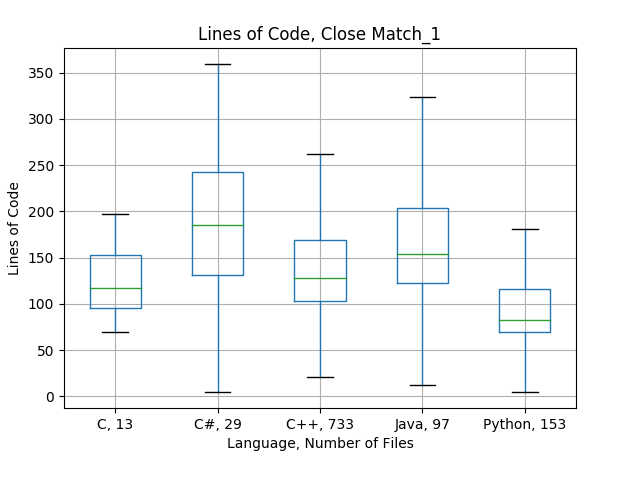 Lines of Code, Close Match_1
Lines of Code
350
300
250
200
150
100
50
0
C, 13
C#, 29
C++, 733
Java, 97
Python, 153
Language, Number of Files